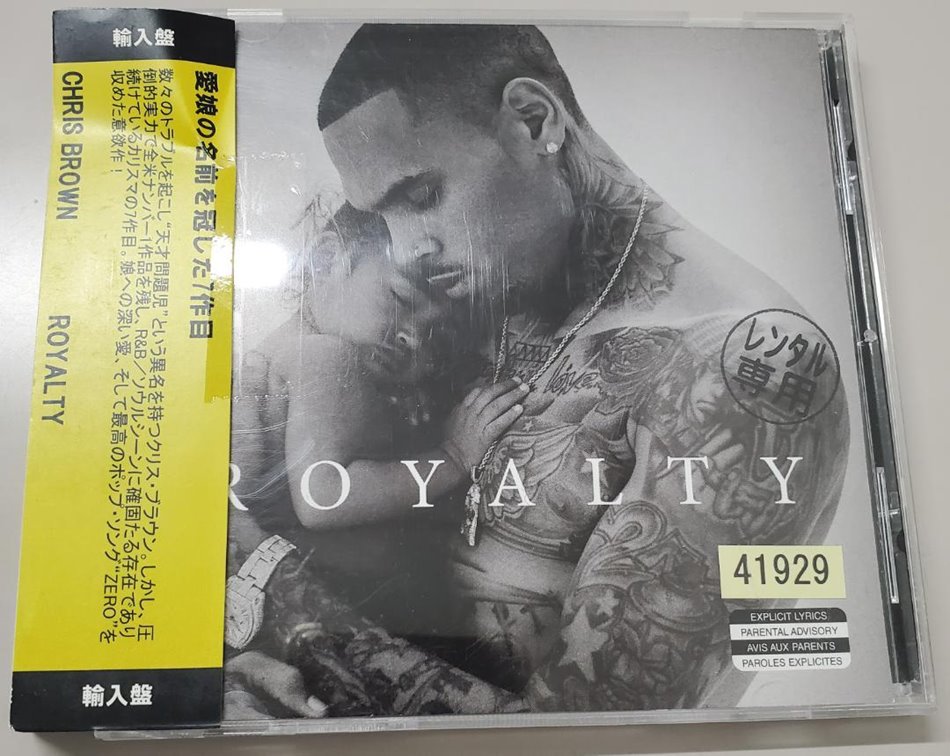 輸入盤
愛娘の名前を冠した7作目
数々のトラブルを起こし“天才問題児”という異名を持つクリス・ブラウン。しかし、圧
倒的実力で全米ナンバー1作品を残し、R&B／ソウルシーンに確固たる存在であり
続けているカリスマの7作目。娘への深い愛、そして最高のポップ・ソング“ZERO”を
収めた意欲作！
CHRIS BROWN
ROYALTY
輸入盤
レンタル
専用
ROYALTY
41929
EXPLICIT LYRICS
PARENTAL ADVISORY
AVIS AUX PARENTS
PAROLES EXPLICITES